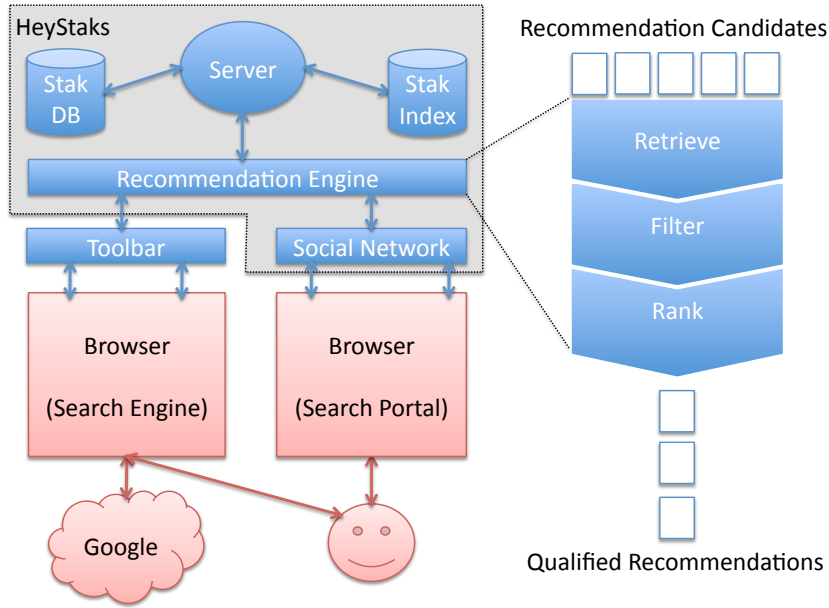 HeyStaks
Recommendation Candidates
Server
Stak
DB
Stak
Index
Retrieve
Recommendation Engine
Filter
Toolbar
Social Network
Rank
Browser
(Search Engine)
Browser
(Search Portal)
Google
Qualified Recommendations